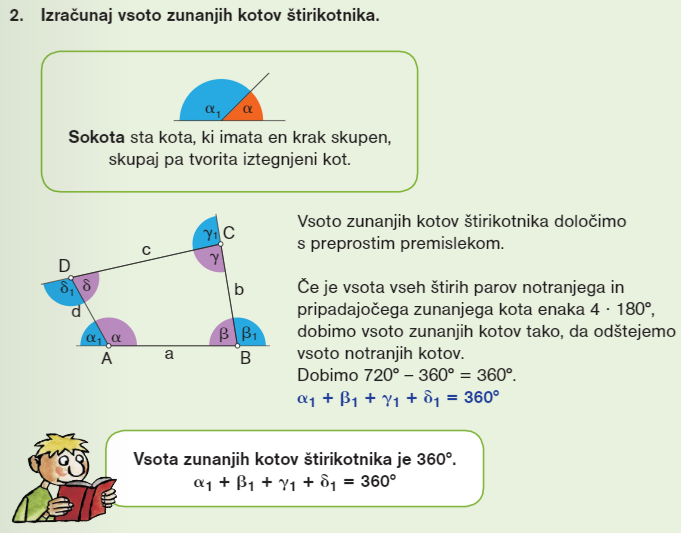 2. Izračunaj vsoto zunanjih kotov štirikotnika.
α₁ α
Sokota sta kota, ki imata en krak skupen,
skupaj pa tvorita iztegnjeni kot.
Vsoto zunanjih kotov štirikotnika določimo
s preprostim premislekom.
Če je vsota vseh štirih parov notranjega in
pripadajočega zunanjega kota enaka 4 · 180°,
dobimo vsoto zunanjih kotov tako, da odštejemo
vsoto notranjih kotov.
Dobimo 720° – 360° = 360°.
α₁ + β₁ + γ₁ + δ₁ = 360°
γ₁ C
c
γ
D
δ₁ δ
b
d
α₁ α
β β₁
A
a
B
Vsota zunanjih kotov štirikotnika je 360°.
α₁ + β₁ + γ₁ + δ₁ = 360°